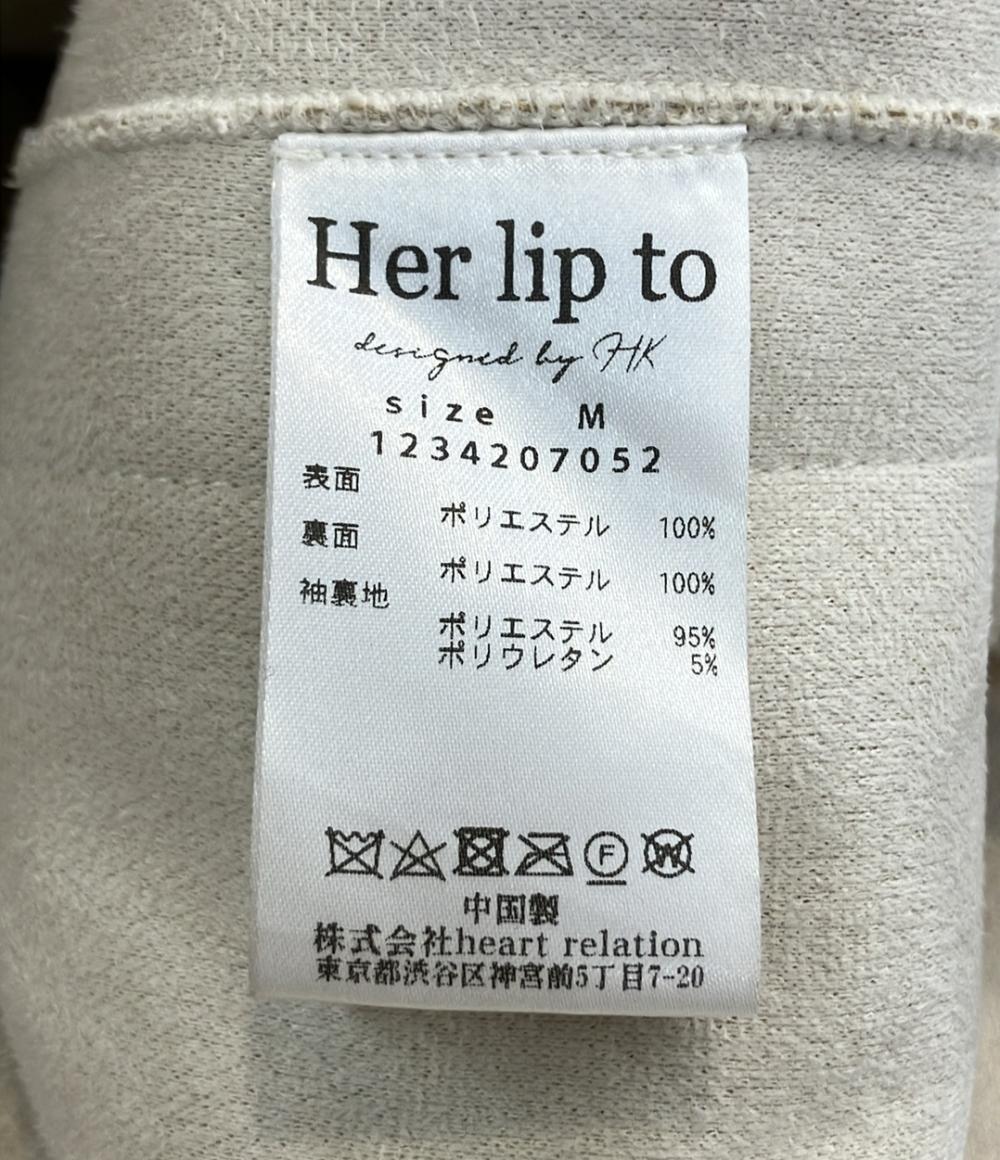 Her lip to
designed by HK
size M
1234207052
表面
ポリエステル 100%
裏面
ポリエステル 100%
袖裏地
ポリエステル 95%
ポリウレタン 5%
F W
中国製
株式会社heart relation
東京都渋谷区神宮前5丁目7-20